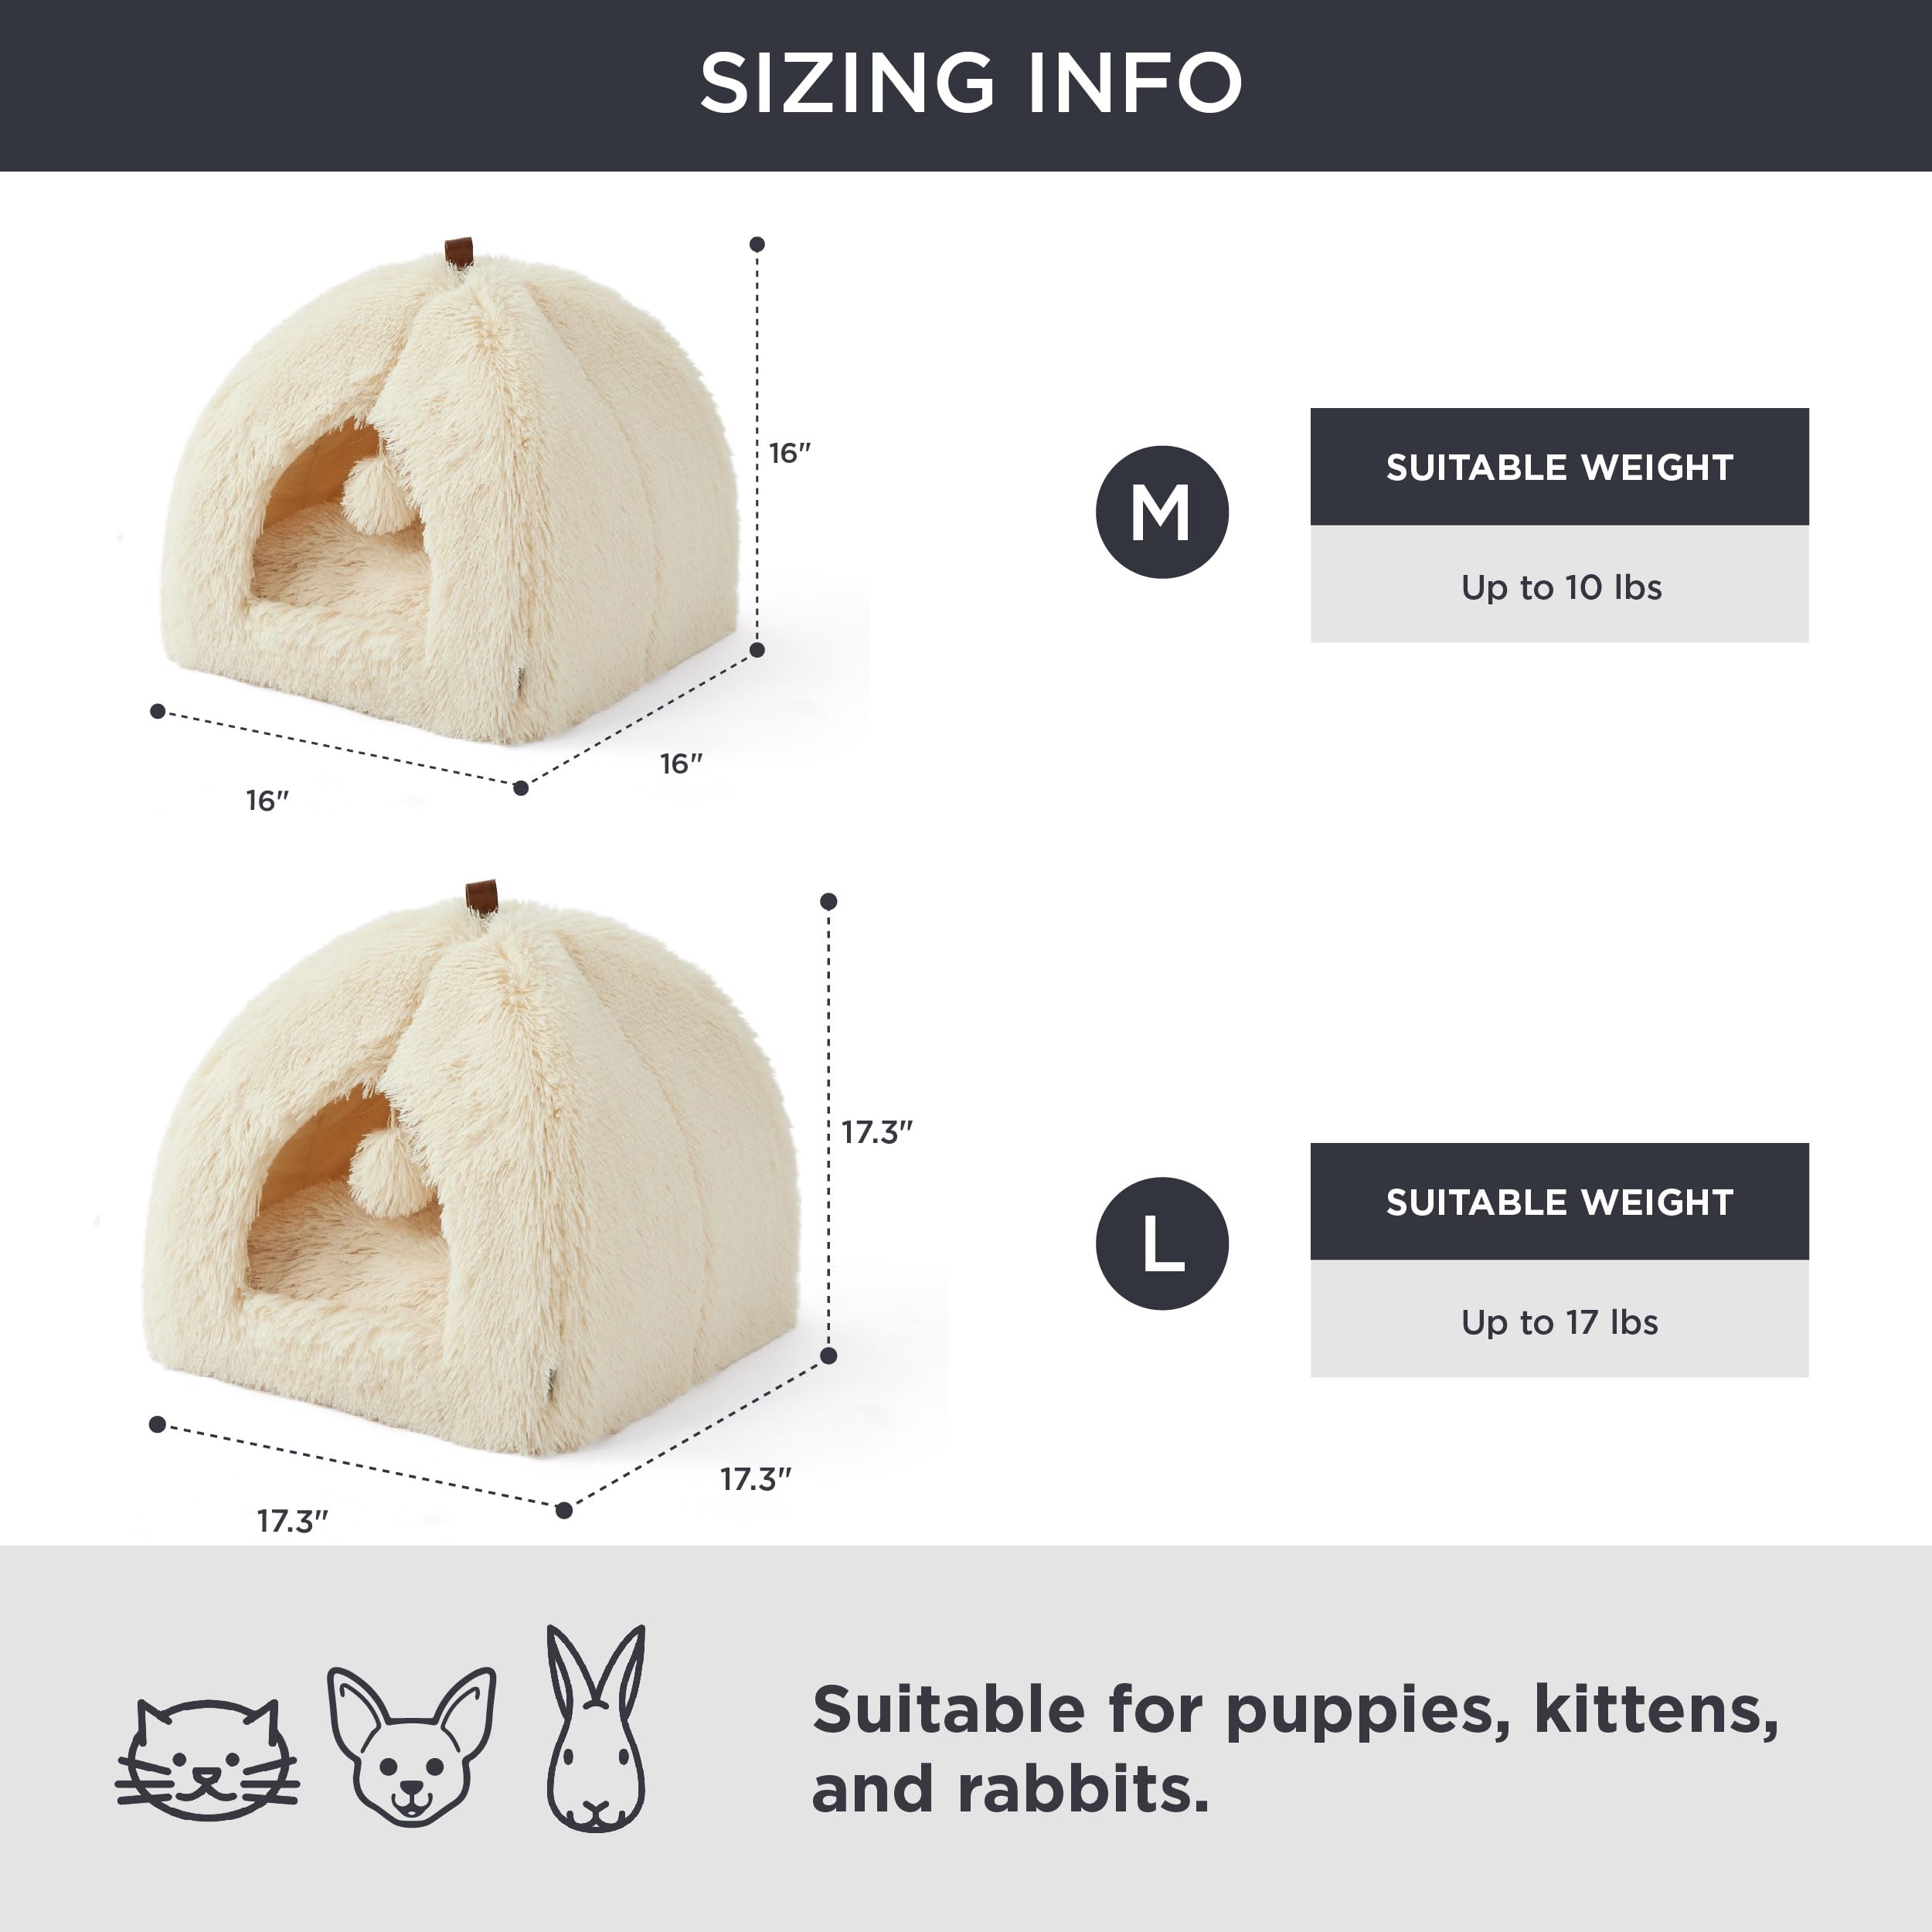 SIZING INFO
16"
16"
16"
M
SUITABLE WEIGHT
Up to 10 lbs
17.3"
17.3"
17.3"
L
SUITABLE WEIGHT
Up to 17 lbs
Suitable for puppies, kittens,
and rabbits.